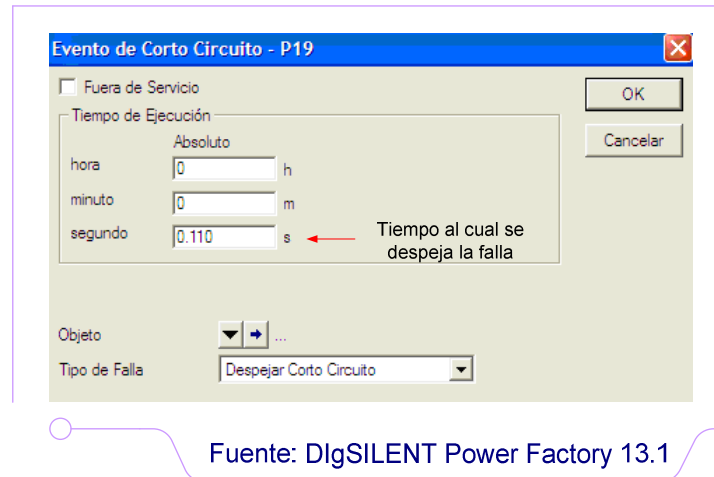 Evento de Corto Circuito - P19
Fuera de Servicio
OK
Tiempo de Ejecución
Absoluto
Cancelar
hora 0 h
minuto 0 m
segundo 0.110 s
Tiempo al cual se
despeja la falla
Objeto ...
Tipo de Falla Despejar Corto Circuito
Fuente: DIgSILENT Power Factory 13.1